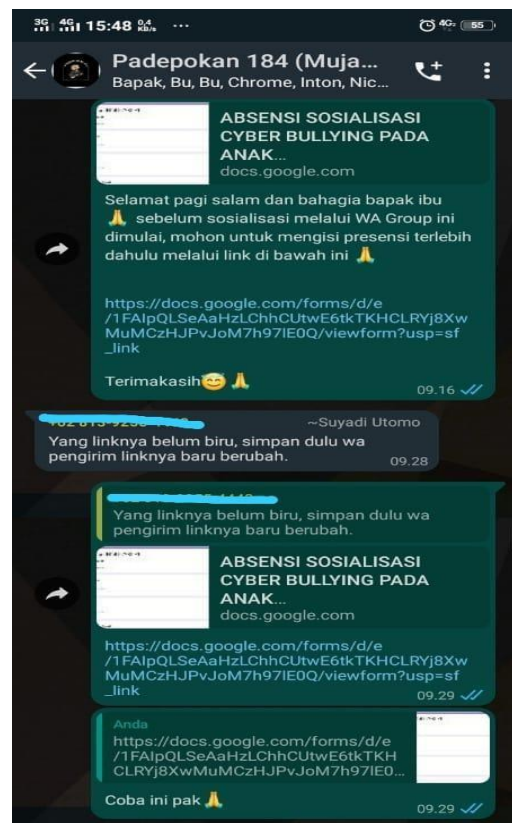 3G 4G 15:48 0,4 KB/s ...
4G 55
Padepokan 184 (Muja...
Bapak, Bu, Bu, Chrome, Inton, Nic...
ABSENSI SOSIALISASI
CYBER BULLYING PADA
ANAK...
docs.google.com
Selamat pagi salam dan bahagia bapak ibu
🙏 sebelum sosialisasi melalui WA Group ini
dimulai, mohon untuk mengisi presensi terlebih
dahulu melalui link di bawah ini 🙏
https://docs.google.com/forms/d/e
/1FAIpQLSeAaHzLChhCUtwE6tkTKHCLRYj8Xw
MuMCzHJPvJoM7h97lE0Q/viewform?usp=sf
_link
Terimakasih😇🙏
09.16
~Suyadi Utomo
Yang linknya belum biru, simpan dulu wa
pengirim linknya baru berubah.
09.28
Yang linknya belum biru, simpan dulu wa
pengirim linknya baru berubah.
ABSENSI SOSIALISASI
CYBER BULLYING PADA
ANAK...
docs.google.com
https://docs.google.com/forms/d/e
/1FAIpQLSeAaHzLChhCUtwE6tkTKHCLRYj8Xw
MuMCzHJPvJoM7h97lE0Q/viewform?usp=sf
_link
09.29
Anda
https://docs.google.com/forms/d/e
/1FAIpQLSeAaHzLChhCUtwE6tkTKH
CLRYj8XwMuMCzHJPvJoM7h97lE0...
Coba ini pak 🙏
09.29